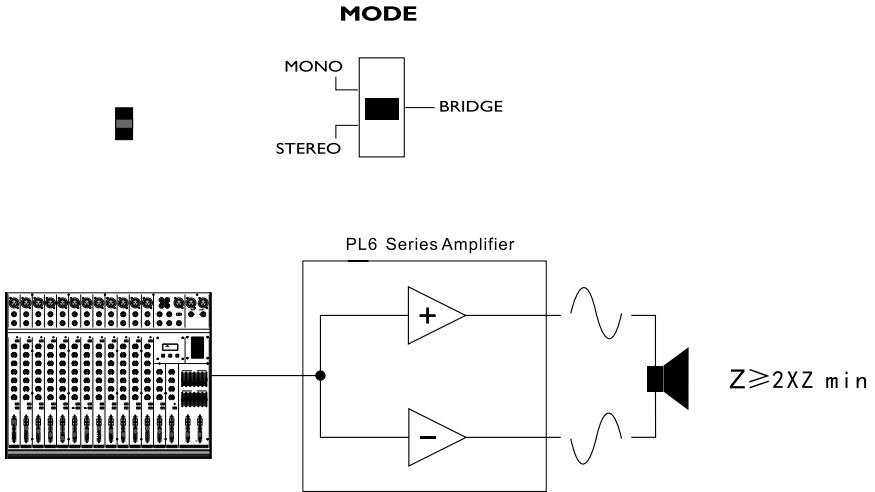 MODE
MONO
BRIDGE
STEREO
PL6 Series Amplifier
+
−
Z⩾2XZ min